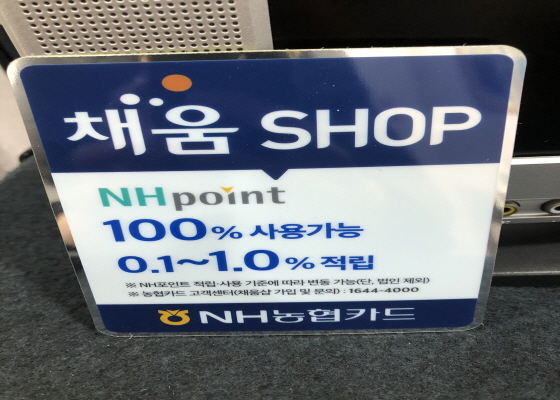 채움 SHOP
NHpoint
100% 사용가능
0.1~1.0% 적립
※ NH포인트 적립·사용 기준에 따라 변동 가능(단, 법인 제외)
※ 농협카드 고객센터(채움샵 가입 및 문의) : 1644-4000
NH농협카드